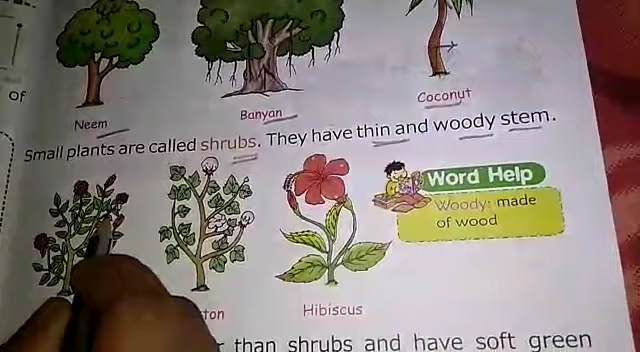 of
Neem
Banyan
Coconut
Small plants are called shrubs. They have thin and woody stem.
Word Help
Woody: made
of wood
ton
Hibiscus
than shrubs and have soft green